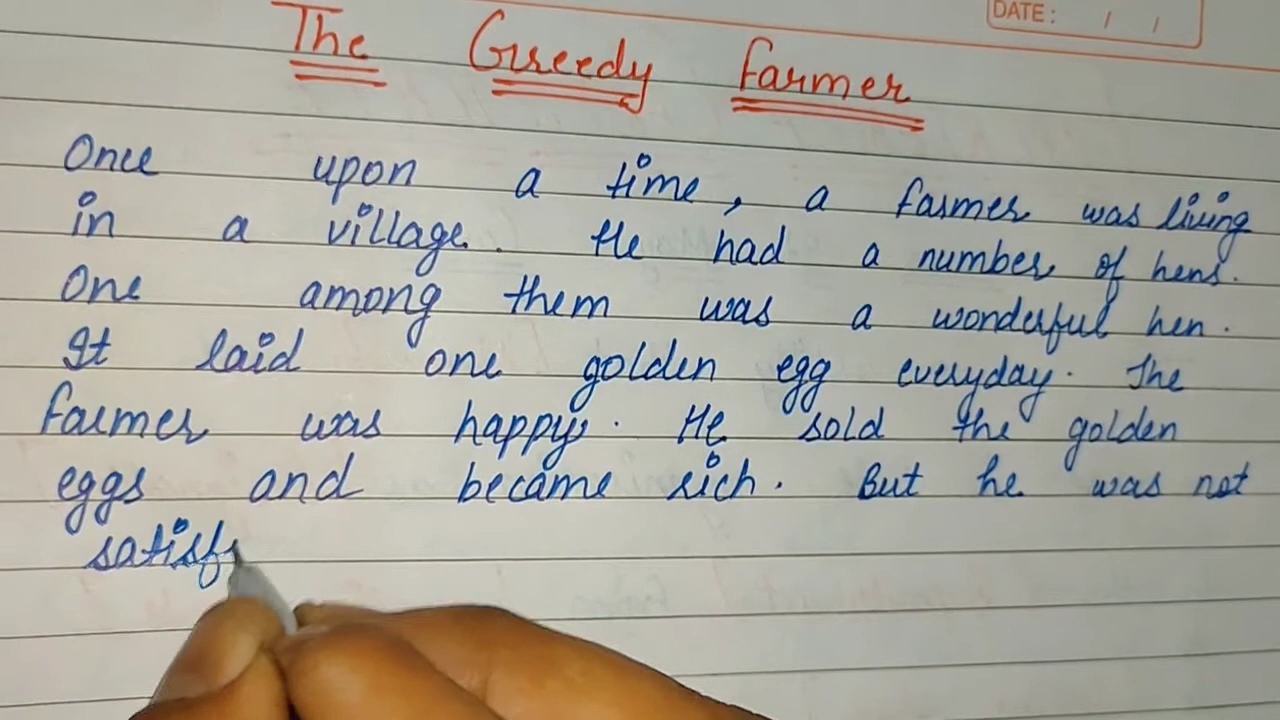 DATE: / /
The Greedy Farmer
Once upon a time, a farmer was living
in a village. He had a number of hens.
One among them was a wonderful hen.
It laid one golden egg everyday. The
farmer was happy. He sold the golden
eggs and became rich. But he was not
satisf